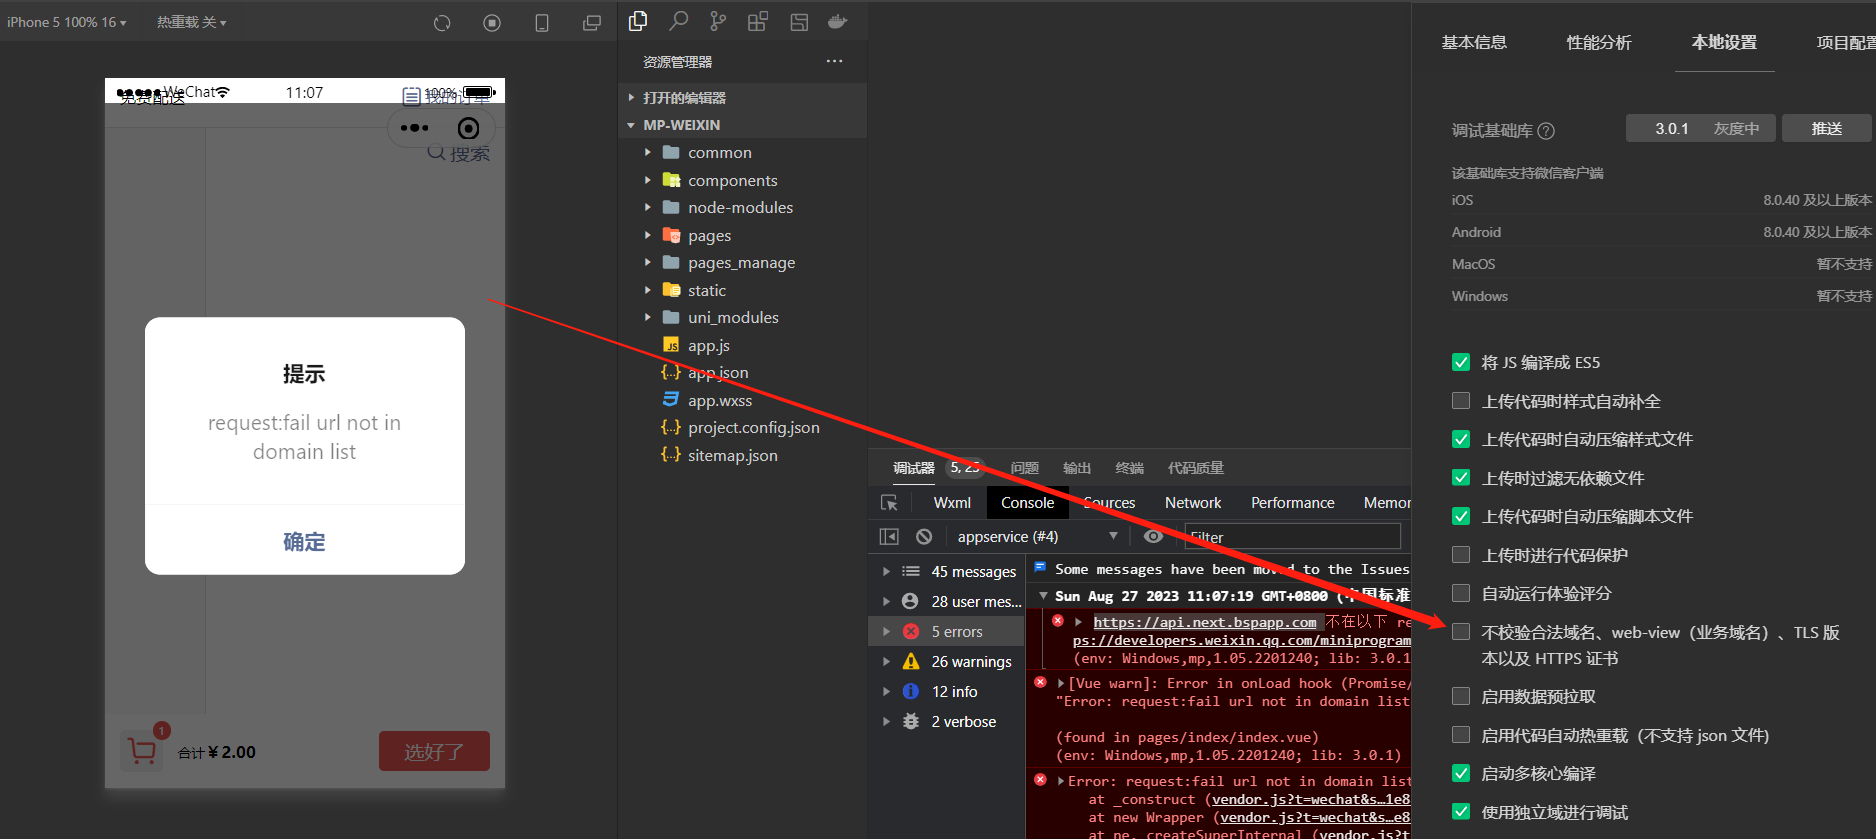 iPhone 5 100% 16
热重载 关
WeChat
11:07
100%
免费配送
我的订单
搜索
提示
request:fail url not in
domain list
确定
1
合计 ¥ 2.00
选好了
资源管理器
打开的编辑器
MP-WEIXIN
common
components
node-modules
pages
pages_manage
static
uni_modules
app.js
app.json
app.wxss
project.config.json
sitemap.json
调试器
5, 25
问题
输出
终端
代码质量
Wxml
Console
Sources
Network
Performance
Memor
appservice (#4)
Filter
45 messages
28 user mes...
5 errors
26 warnings
12 info
2 verbose
Some messages have been moved to the Issues
Sun Aug 27 2023 11:07:19 GMT+0800 (中国标准
https://api.next.bspapp.com 不在以下 re
ps://developers.weixin.qq.com/miniprogram
(env: Windows,mp,1.05.2201240; lib: 3.0.1
[Vue warn]: Error in onLoad hook (Promise/
"Error: request:fail url not in domain list
(found in pages/index/index.vue)
(env: Windows,mp,1.05.2201240; lib: 3.0.1)
Error: request:fail url not in domain list
at _construct (vendor.js?t=wechat&s…1e8
at new Wrapper (vendor.js?t=wechat&s…1e8
at ne. createSuperInternal (vendor.js?t
基本信息
性能分析
本地设置
项目配置
调试基础库
3.0.1 灰度中
推送
该基础库支持微信客户端
iOS
8.0.40 及以上版本
Android
8.0.40 及以上版本
MacOS
暂不支持
Windows
暂不支持
将 JS 编译成 ES5
上传代码时样式自动补全
上传代码时自动压缩样式文件
上传时过滤无依赖文件
上传代码时自动压缩脚本文件
上传时进行代码保护
自动运行体验评分
不校验合法域名、web-view（业务域名）、TLS 版
本以及 HTTPS 证书
启用数据预拉取
启用代码自动热重载（不支持 json 文件)
启动多核心编译
使用独立域进行调试